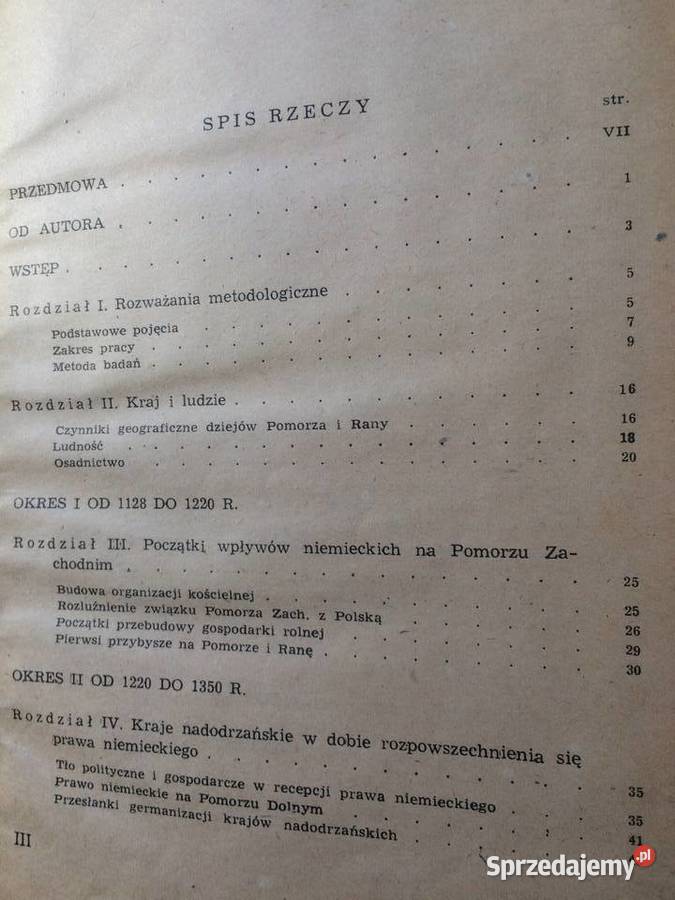 SPIS RZECZY
str.
PRZEDMOWA . . . . . . . . . . . . . VII
OD AUTORA . . . . . . . . . . . . . 1
WSTĘP . . . . . . . . . . . . . . 3
Rozdział I. Rozważania metodologiczne . . . . . . . 5
Podstawowe pojęcia . . . . . . . . . . . 5
Zakres pracy . . . . . . . . . . . . 7
Metoda badań . . . . . . . . . . . . 9
Rozdział II. Kraj i ludzie . . . . . . . . . . 16
Czynniki geograficzne dziejów Pomorza i Rany . . . . . 16
Ludność . . . . . . . . . . . . . 18
Osadnictwo . . . . . . . . . . . . 20
OKRES I OD 1128 DO 1220 R.
Rozdział III. Początki wpływów niemieckich na Pomorzu Za-
chodnim . . . . . . . . . . . . . 25
Budowa organizacji kościelnej . . . . . . . . . 25
Rozluźnienie związku Pomorza Zach. z Polską . . . . . 26
Początki przebudowy gospodarki rolnej . . . . . . 29
Pierwsi przybysze na Pomorze i Ranę . . . . . . . 30
OKRES II OD 1220 DO 1350 R.
Rozdział IV. Kraje nadodrzańskie w dobie rozpowszechnienia się
prawa niemieckiego . . . . . . . . . . . 35
Tło polityczne i gospodarcze w recepcji prawa niemieckiego . . . 35
Prawo niemieckie na Pomorzu Dolnym . . . . . . . 41
Przesłanki germanizacji krajów nadodrzańskich . . . . .
III
Sprzedajemy.pl